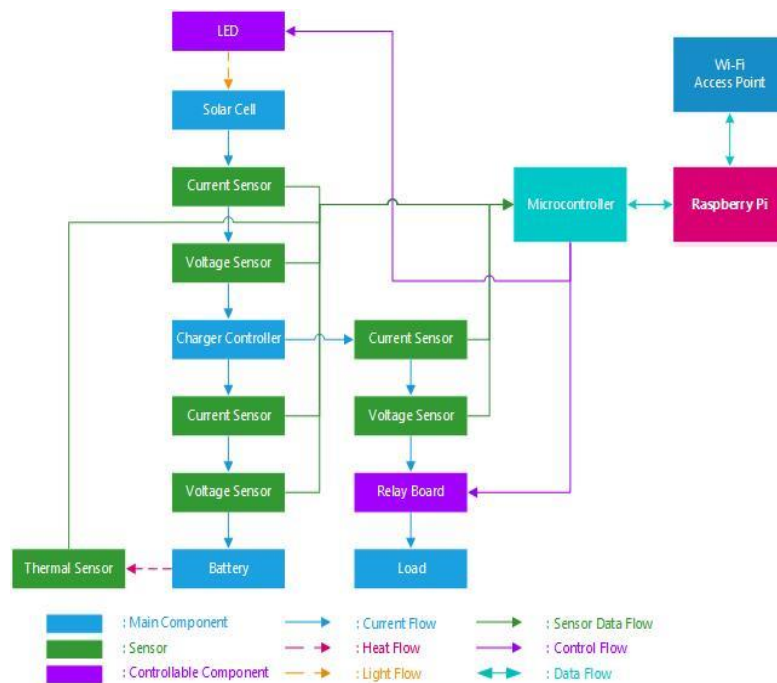 LED
Wi-Fi
Access Point
Solar Cell
Current Sensor
Microcontroller
Raspberry Pi
Voltage Sensor
Charger Controller
Current Sensor
Current Sensor
Voltage Sensor
Voltage Sensor
Relay Board
Thermal Sensor
Battery
Load
: Main Component
: Current Flow
: Sensor Data Flow
: Sensor
: Heat Flow
: Control Flow
: Controllable Component
: Light Flow
: Data Flow